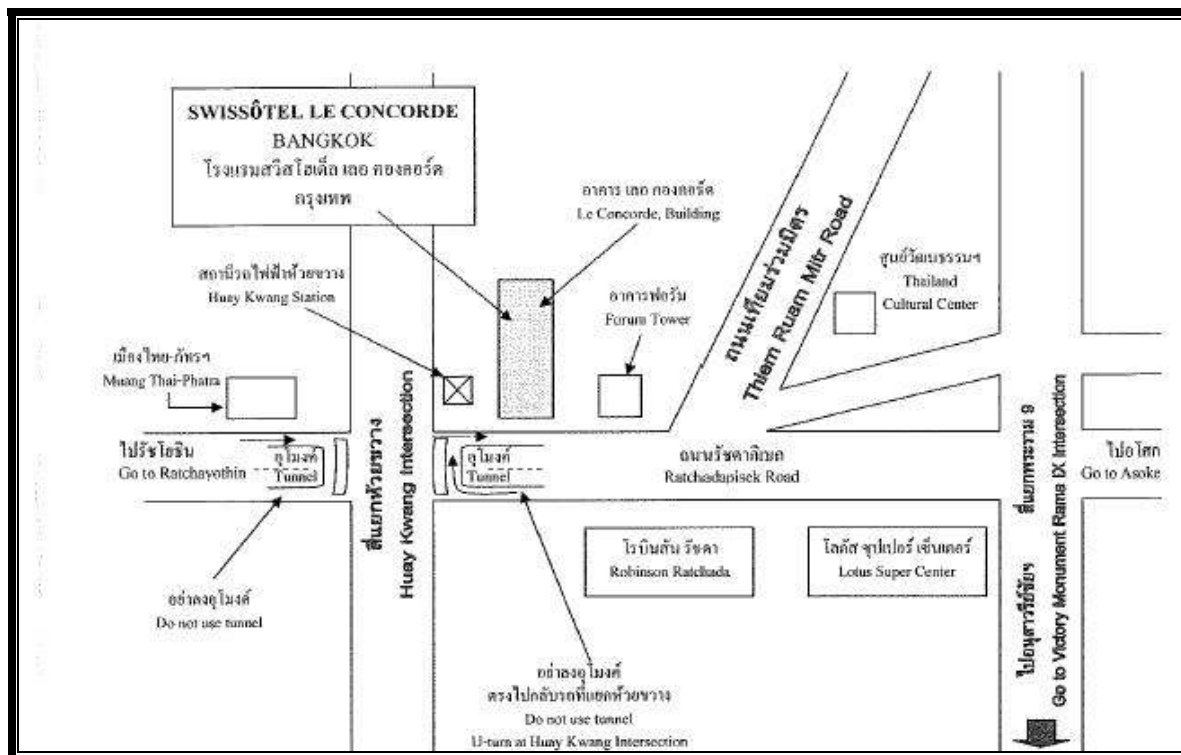 SWISSÔTEL LE CONCORDE
BANGKOK
โรงแรมสวิสโฮเต็ล เลอ คองคอร์ด
กรุงเทพ
อาคาร เลอ คองคอร์ด
Le Concorde, Building
สถานีรถไฟฟ้าห้วยขวาง
Huay Kwang Station
อาคารฟอรั่ม
Forum Tower
ถนนเทียมร่วมมิตร
Thiem Ruam Mitr Road
ศูนย์วัฒนธรรมฯ
Thailand
Cultural Center
เมืองไทย-ภัทรฯ
Muang Thai-Phatra
ไปรัชโยธิน
Go to Ratchayothin
อุโมงค์
Tunnel
สี่แยกห้วยขวาง
Huay Kwang Intersection
อุโมงค์
Tunnel
ถนนรัชดาภิเษก
Ratchadapisek Road
สี่แยกพระราม 9
ไปอนุสาวรีย์ชัยฯ
Go to Victory Monument Rama IX Intersection
ไปอโศก
Go to Asoke
โรบินสัน รัชดา
Robinson Ratchada
โลตัส ซุปเปอร์ เซ็นเตอร์
Lotus Super Center
อย่าลงอุโมงค์
Do not use tunnel
อย่าลงอุโมงค์
ตรงไปกลับรถที่แยกห้วยขวาง
Do not use tunnel
U-turn at Huay Kwang Intersection